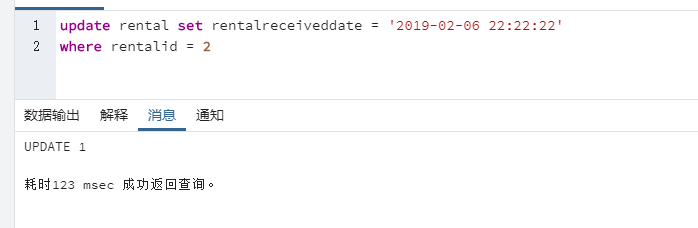 1 update rental set rentalreceiveddate = '2019-02-06 22:22:22'
2 where rentalid = 2
数据输出 解释 消息 通知
UPDATE 1
耗时123 msec 成功返回查询。